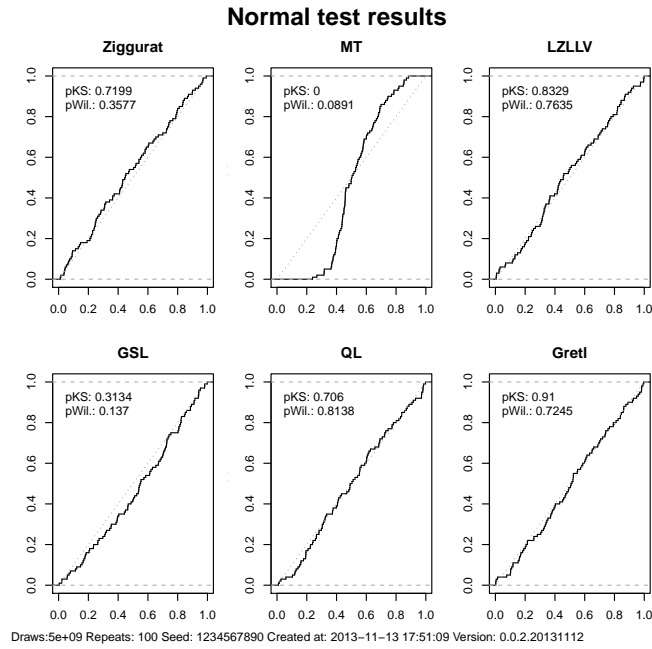 Normal test results
Ziggurat
pKS: 0.7199
pWil.: 0.3577
0.0 0.2 0.4 0.6 0.8 1.0
0.0 0.2 0.4 0.6 0.8 1.0
MT
pKS: 0
pWil.: 0.0891
0.0 0.2 0.4 0.6 0.8 1.0
0.0 0.2 0.4 0.6 0.8 1.0
LZLLV
pKS: 0.8329
pWil.: 0.7635
0.0 0.2 0.4 0.6 0.8 1.0
0.0 0.2 0.4 0.6 0.8 1.0
GSL
pKS: 0.3134
pWil.: 0.137
0.0 0.2 0.4 0.6 0.8 1.0
0.0 0.2 0.4 0.6 0.8 1.0
QL
pKS: 0.706
pWil.: 0.8138
0.0 0.2 0.4 0.6 0.8 1.0
0.0 0.2 0.4 0.6 0.8 1.0
Gretl
pKS: 0.91
pWil.: 0.7245
0.0 0.2 0.4 0.6 0.8 1.0
0.0 0.2 0.4 0.6 0.8 1.0
Draws:5e+09 Repeats: 100 Seed: 1234567890 Created at: 2013−11−13 17:51:09 Version: 0.0.2.20131112